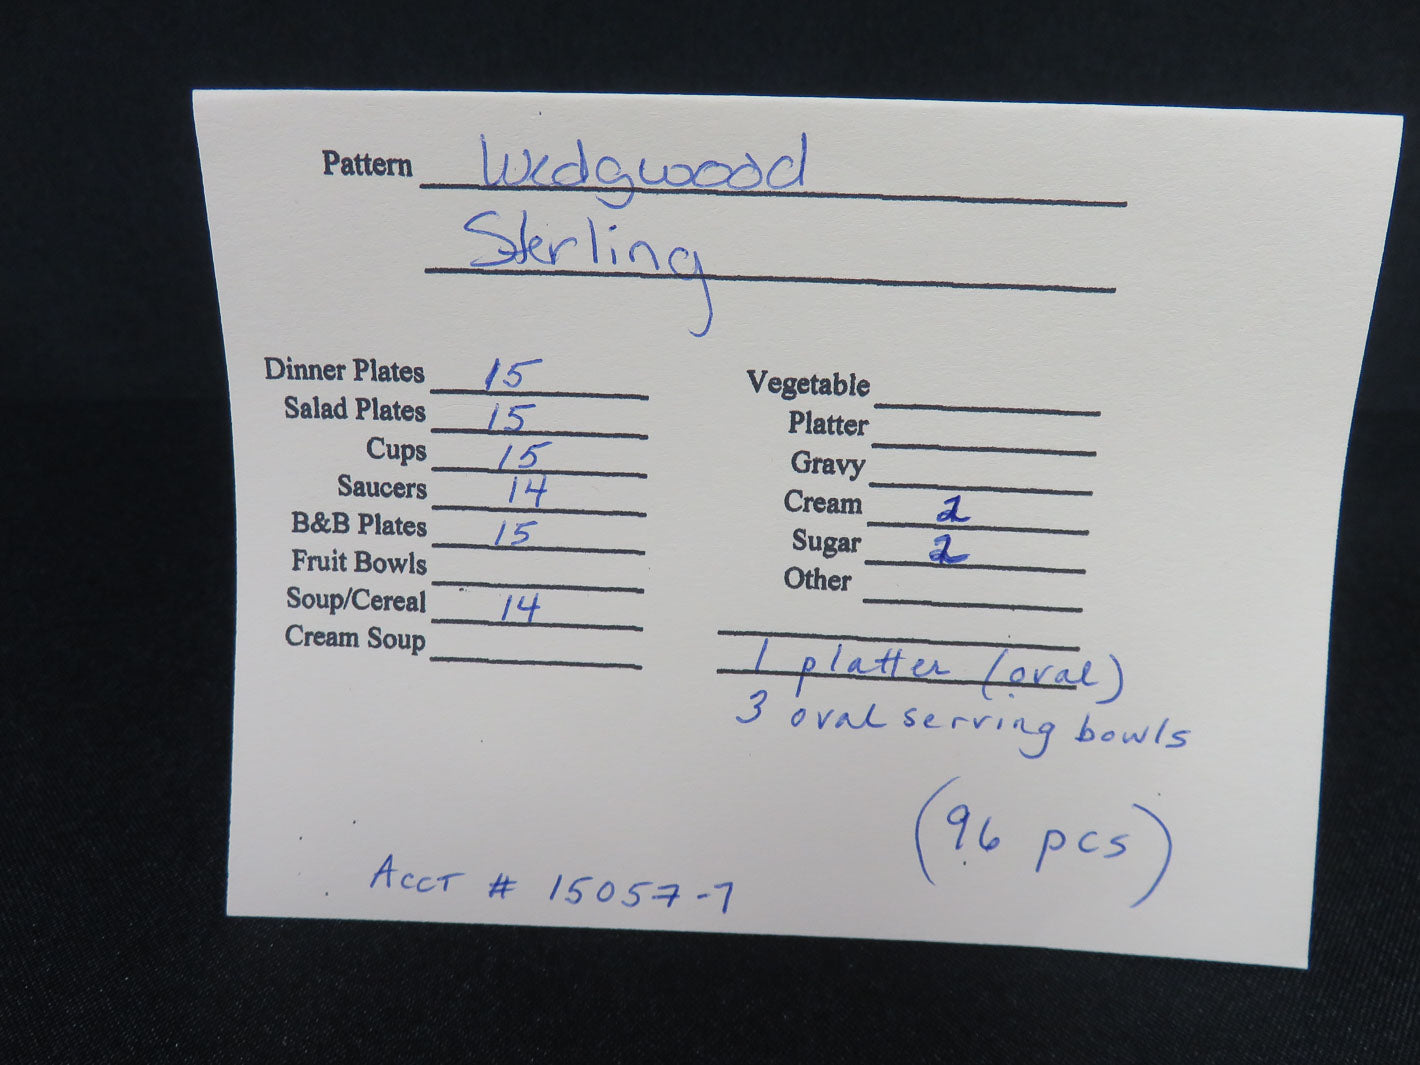 Pattern Wedgwood
Sterling
Dinner Plates 15
Salad Plates 15
Cups 15
Saucers 14
B&B Plates 15
Fruit Bowls
Soup/Cereal 14
Cream Soup
Vegetable
Platter
Gravy
Cream 2
Sugar 2
Other
1 platter (oval)
3 oval serving bowls
(96 pcs)
Acct # 15057-7